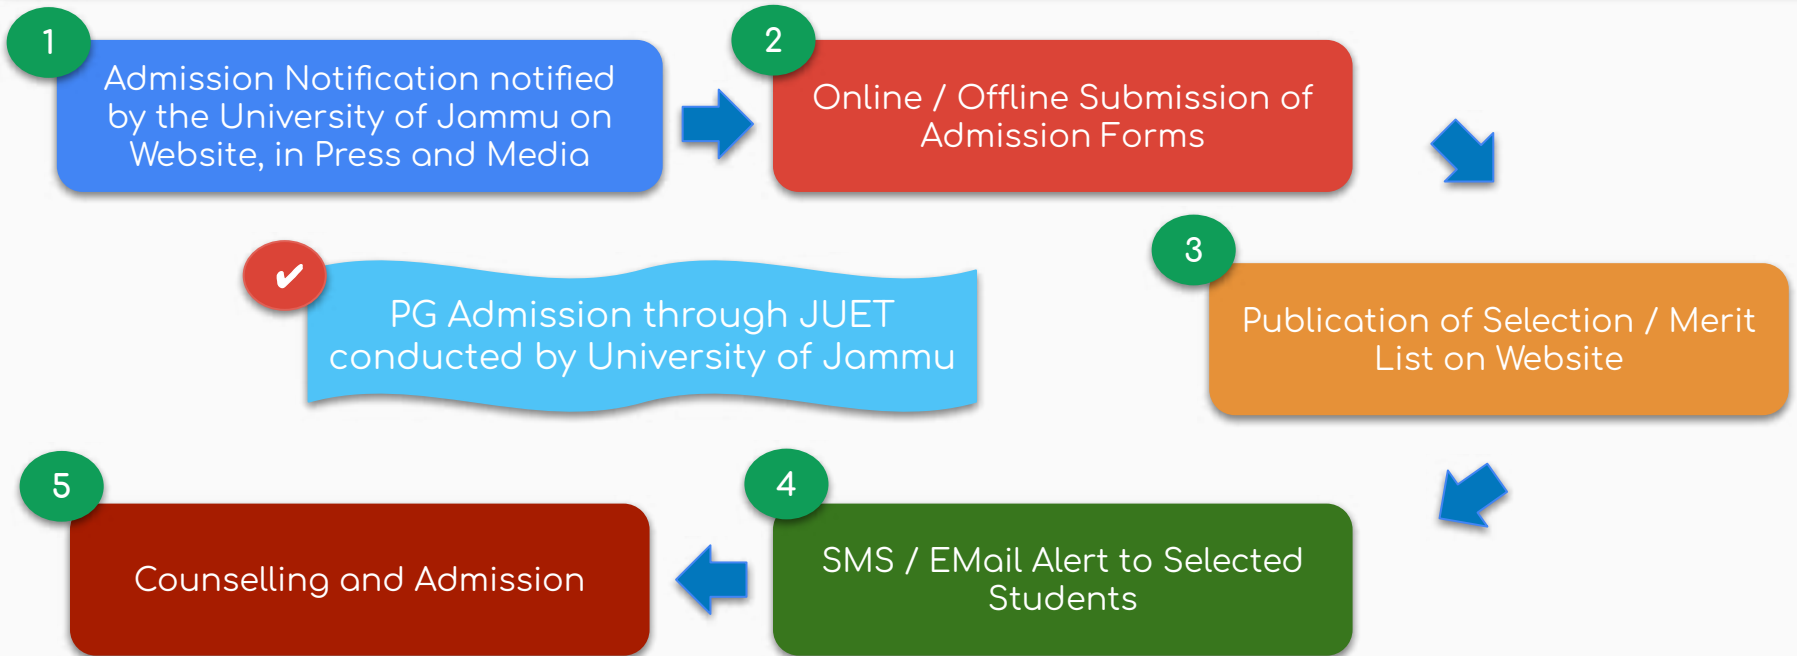 1
Admission Notification notified
by the University of Jammu on
Website, in Press and Media
2
Online / Offline Submission of
Admission Forms
3
Publication of Selection / Merit
List on Website
✔
PG Admission through JUET
conducted by University of Jammu
4
SMS / EMail Alert to Selected
Students
5
Counselling and Admission